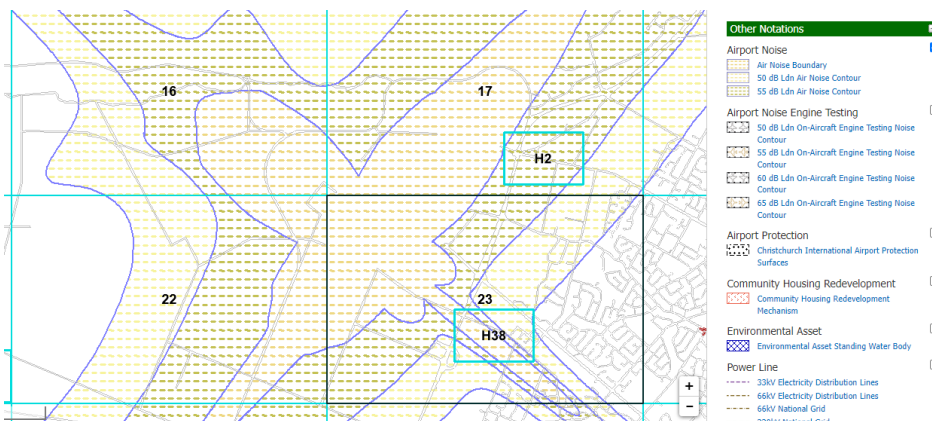 16
17
H2
22
23
H38
+
−
Other Notations
Airport Noise
Air Noise Boundary
50 dB Ldn Air Noise Contour
55 dB Ldn Air Noise Contour
Airport Noise Engine Testing
50 dB Ldn On-Aircraft Engine Testing Noise
Contour
55 dB Ldn On-Aircraft Engine Testing Noise
Contour
60 dB Ldn On-Aircraft Engine Testing Noise
Contour
65 dB Ldn On-Aircraft Engine Testing Noise
Contour
Airport Protection
Christchurch International Airport Protection
Surfaces
Community Housing Redevelopment
Community Housing Redevelopment
Mechanism
Environmental Asset
Environmental Asset Standing Water Body
Power Line
33kV Electricity Distribution Lines
66kV Electricity Distribution Lines
66kV National Grid